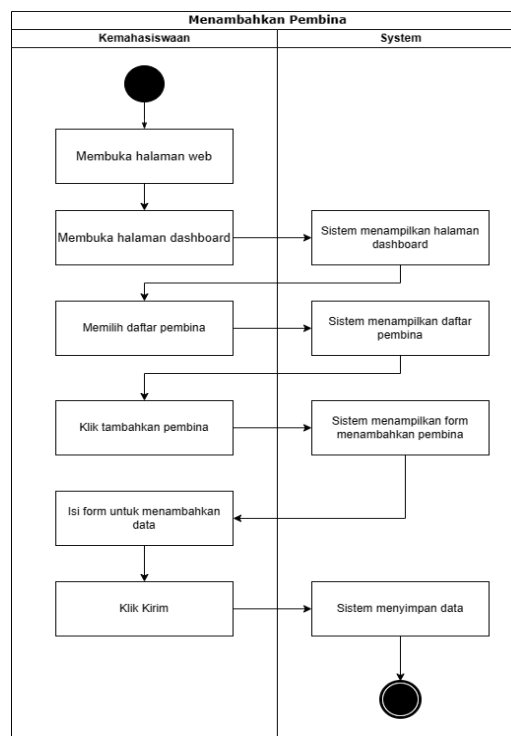 Menambahkan Pembina
Kemahasiswaan
System
Membuka halaman web
Membuka halaman dashboard
Sistem menampilkan halaman
dashboard
Memilih daftar pembina
Sistem menampilkan daftar
pembina
Klik tambahkan pembina
Sistem menampilkan form
menambahkan pembina
Isi form untuk menambahkan
data
Klik Kirim
Sistem menyimpan data